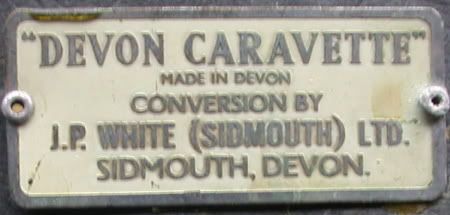 "DEVON CARAVETTE"
MADE IN DEVON
CONVERSION BY
J.P. WHITE (SIDMOUTH) LTD.
SIDMOUTH, DEVON.